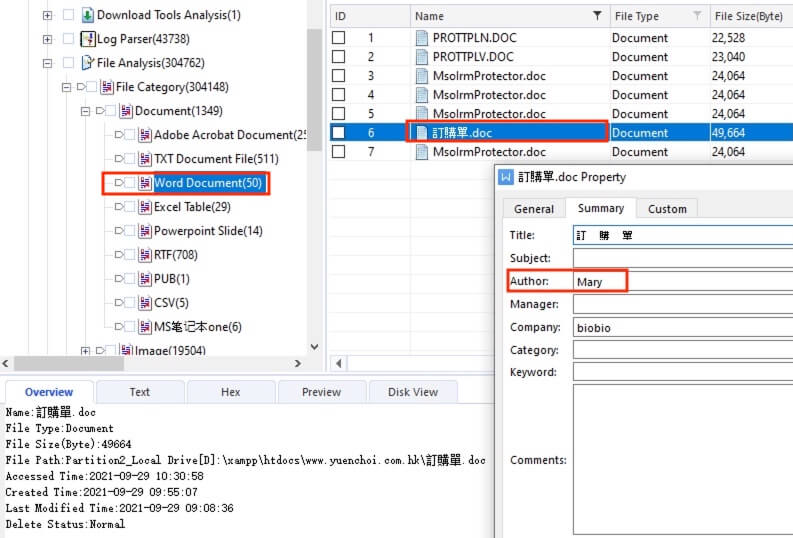 Download Tools Analysis(1)
Log Parser(43738)
File Analysis(304762)
File Category(304148)
Document(1349)
Adobe Acrobat Document(25
TXT Document File(511)
Word Document(50)
Excel Table(29)
Powerpoint Slide(14)
RTF(708)
PUB(1)
CSV(5)
MS笔记本one(6)
Image(19504)
ID Name File Type File Size(Byte)
1 PROTTPLN.DOC Document 22,528
2 PROTTPLV.DOC Document 23,040
3 MsoIrmProtector.doc Document 24,064
4 MsoIrmProtector.doc Document 24,064
5 MsoIrmProtector.doc Document 24,064
6 訂購單.doc Document 49,664
7 MsoIrmProtector.doc Document 24,064
訂購單.doc Property
General Summary Custom
Title: 訂 購 單
Subject:
Author: Mary
Manager:
Company: biobio
Category:
Keyword:
Comments:
Overview Text Hex Preview Disk View
Name:訂購單.doc
File Type:Document
File Size(Byte):49664
File Path:Partition2_Local Drive[D]:\xampp\htdocs\www.yuenchoi.com.hk\訂購單.doc
Accessed Time:2021-09-29 10:30:58
Created Time:2021-09-29 09:55:07
Last Modified Time:2021-09-29 09:08:36
Delete Status:Normal